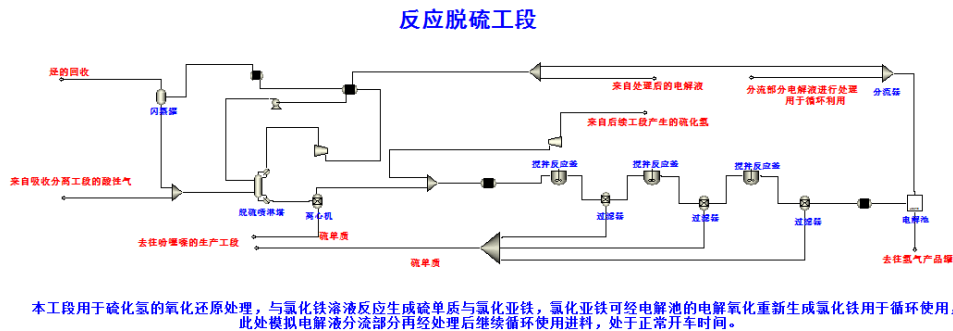 反应脱硫工段
烃的回收
闪蒸罐
来自处理后的电解液
分流部分电解液进行处理
用于循环利用
分流器
来自后续工段产生的硫化氢
搅拌反应釜
搅拌反应釜
搅拌反应釜
来自吸收分离工段的酸性气
脱硫喷淋塔
离心机
过滤器
过滤器
过滤器
电解池
去往吩噻嗪的生产工段
硫单质
硫单质
去往氢气产品罐
本工段用于硫化氢的氧化还原处理，与氯化铁溶液反应生成硫单质与氯化亚铁，氯化亚铁可经电解池的电解氧化重新生成氯化铁用于循环使用，
此处模拟电解液分流部分再经处理后继续循环使用进料，处于正常开车时间。